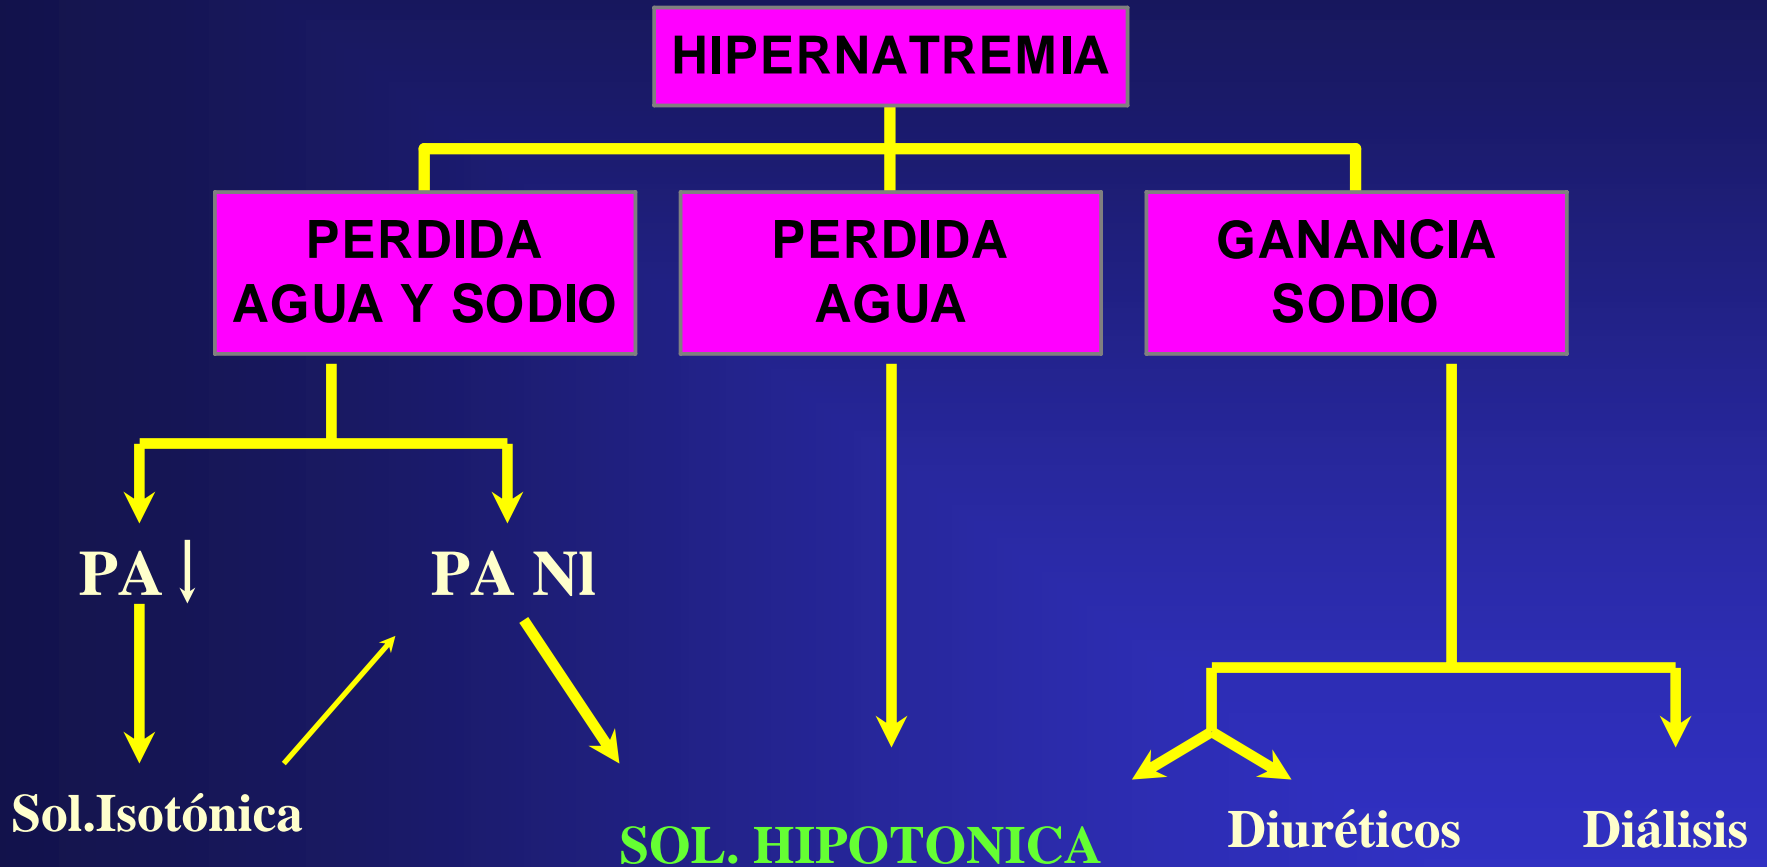 HIPERNATREMIA
PERDIDA
AGUA Y SODIO
PERDIDA
AGUA
GANANCIA
SODIO
PA ↓
PA Nl
Sol.Isotónica
SOL. HIPOTONICA
Diuréticos
Diálisis